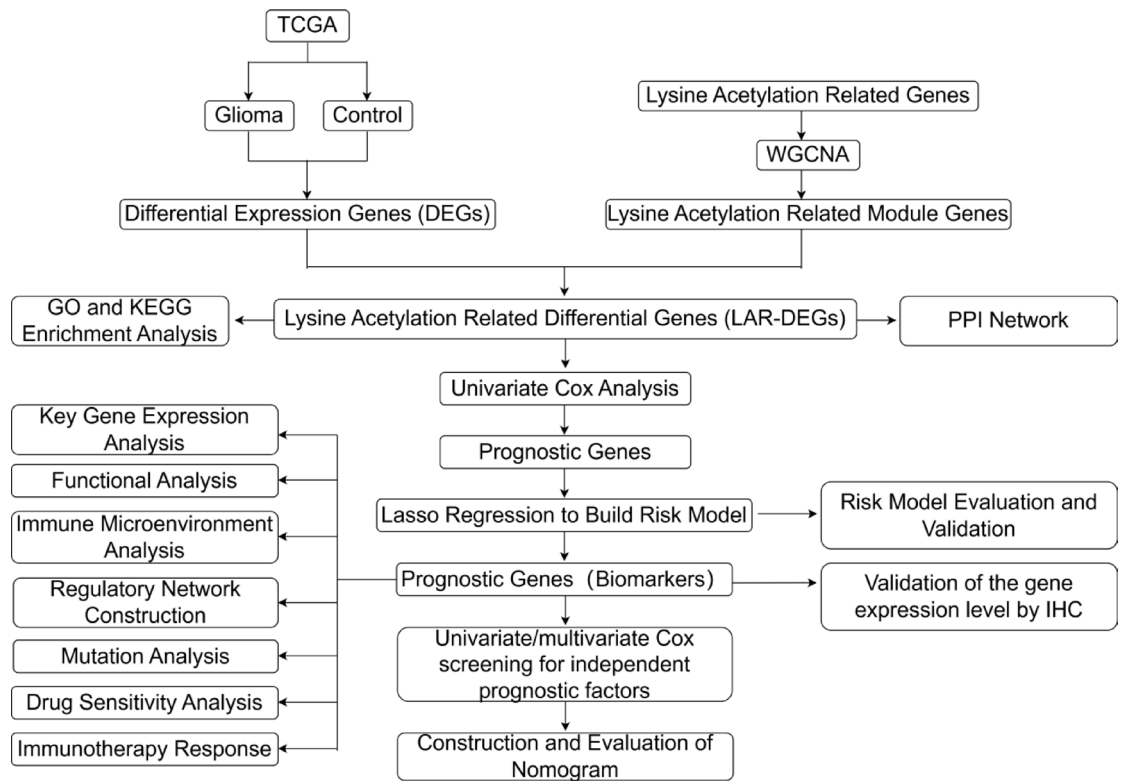 TCGA
Glioma
Control
Lysine Acetylation Related Genes
WGCNA
Differential Expression Genes (DEGs)
Lysine Acetylation Related Module Genes
GO and KEGG
Enrichment Analysis
Lysine Acetylation Related Differential Genes (LAR-DEGs)
PPI Network
Univariate Cox Analysis
Prognostic Genes
Lasso Regression to Build Risk Model
Risk Model Evaluation and
Validation
Prognostic Genes (Biomarkers)
Validation of the gene
expression level by IHC
Key Gene Expression
Analysis
Functional Analysis
Immune Microenvironment
Analysis
Regulatory Network
Construction
Mutation Analysis
Drug Sensitivity Analysis
Immunotherapy Response
Univariate/multivariate Cox
screening for independent
prognostic factors
Construction and Evaluation of
Nomogram